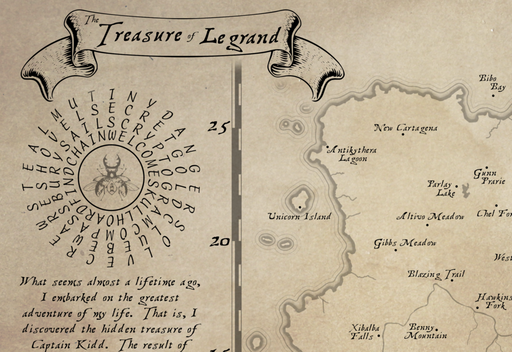 The Treasure of Legrand
25
20
15
What seems almost a lifetime ago,
I embarked on the greatest
adventure of my life. That is, I
discovered the hidden treasure of
Captain Kidd. The result of
Bibo
Bay
New Cartagena
Antikythera
Lagoon
Gunn
Prarie
Parlay
Lake
Unicorn Island
Altivo Meadow
Chel For
Gibbs Meadow
West
Blazing Trail
Hawkins
Fork
Xibalba
Falls
Benny
Mountain